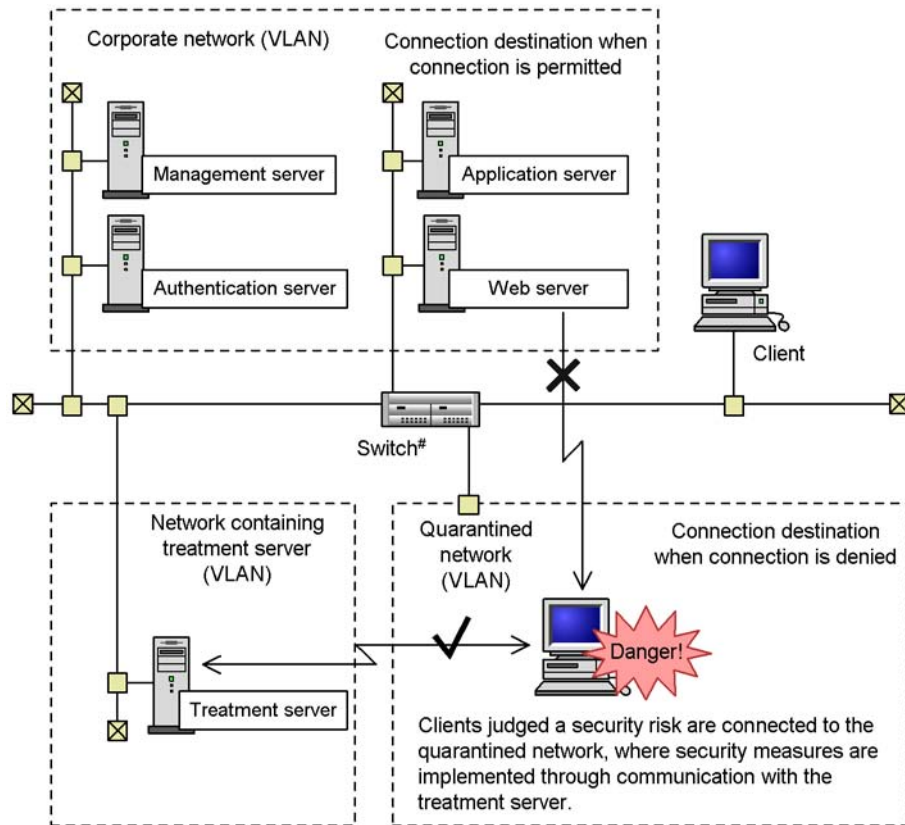 Corporate network (VLAN)
Connection destination when
connection is permitted
Management server
Application server
Authentication server
Web server
Client
Switch#
Network containing
treatment server
(VLAN)
Quarantined
network
(VLAN)
Connection destination
when connection is denied
Danger!
Treatment server
Clients judged a security risk are connected to the
quarantined network, where security measures are
implemented through communication with the
treatment server.